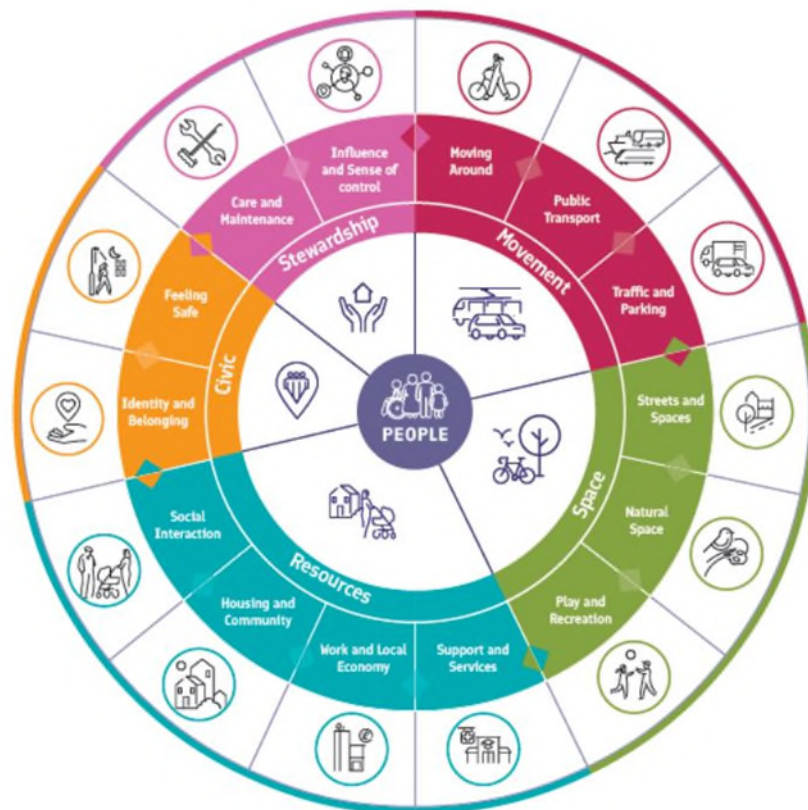 Influence
and Sense of
control
Moving
Around
Care and
Maintenance
Public
Transport
Stewardship
Movement
Feeling
Safe
Traffic and
Parking
Civic
PEOPLE
Identity and
Belonging
Streets and
Spaces
Social
Interaction
Natural
Space
Space
Resources
Housing and
Community
Play and
Recreation
Work and Local
Economy
Support and
Services